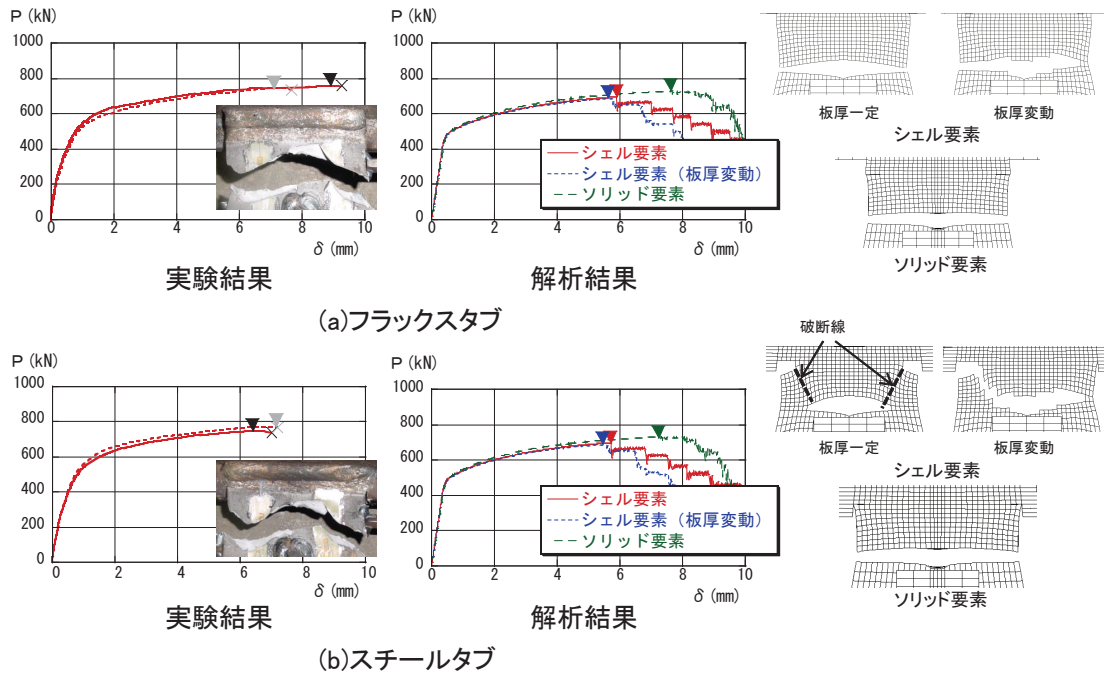 P (kN)
1000
800
600
400
200
0
0
2
4
6
8
10
δ (mm)
実験結果
P (kN)
1000
800
600
400
200
0
0
2
4
6
8
10
δ (mm)
シェル要素
シェル要素（板厚変動）
ソリッド要素
解析結果
板厚一定
板厚変動
シェル要素
ソリッド要素
(a)フラックスタブ
P (kN)
1000
800
600
400
200
0
0
2
4
6
8
10
δ (mm)
実験結果
P (kN)
1000
800
600
400
200
0
0
2
4
6
8
10
δ (mm)
シェル要素
シェル要素（板厚変動）
ソリッド要素
解析結果
破断線
板厚一定
板厚変動
シェル要素
ソリッド要素
(b)スチールタブ